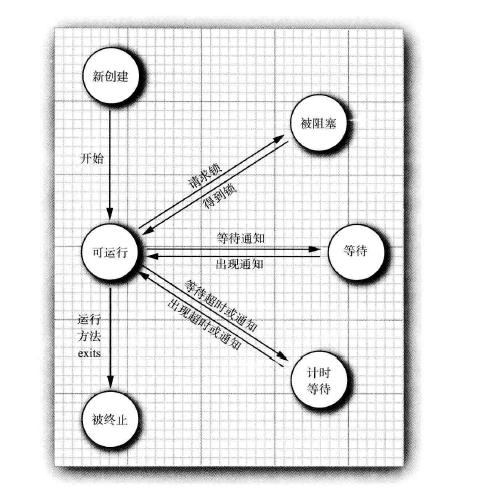 新创建
被阻塞
开始
请求锁
得到锁
可运行
等待通知
出现通知
等待
等待超时或通知
出现超时或通知
运行
方法
exits
计时
等待
被终止